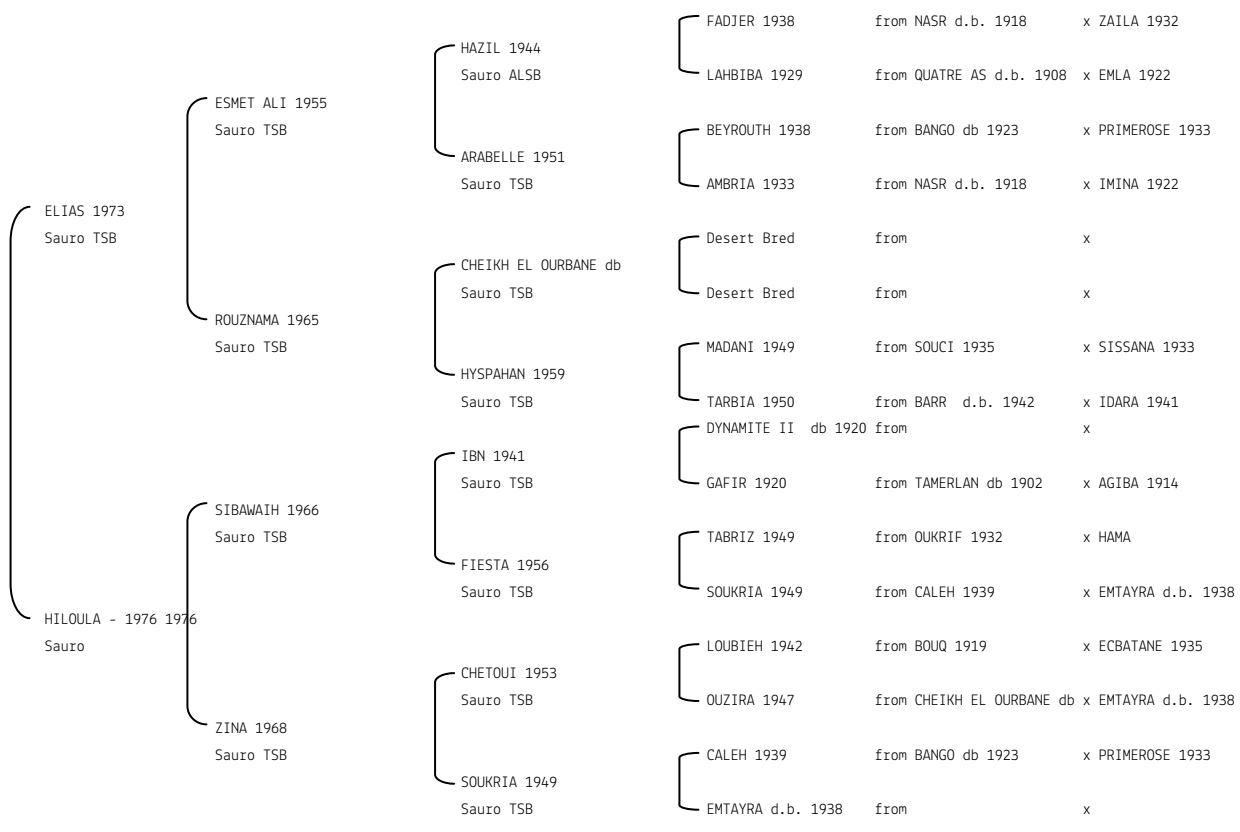 FADJER 1938 from NASR d.b. 1918 x ZAILA 1932
HAZIL 1944
Sauro ALSB LAHBIBA 1929 from QUATRE AS d.b. 1908 x EMLA 1922
ESMET ALI 1955
Sauro TSB BEYROUTH 1938 from BANGO db 1923 x PRIMEROSE 1933
ARABELLE 1951
Sauro TSB AMBRIA 1933 from NASR d.b. 1918 x IMINA 1922
ELIAS 1973
Sauro TSB Desert Bred from x
CHEIKH EL OURBANE db
Sauro TSB Desert Bred from x
ROUZNAMA 1965
Sauro TSB MADANI 1949 from SOUCI 1935 x SISSANA 1933
HYSPAHAN 1959
Sauro TSB TARBIA 1950 from BARR d.b. 1942 x IDARA 1941
DYNAMITE II db 1920 from x
IBN 1941
Sauro TSB GAFIR 1920 from TAMERLAN db 1902 x AGIBA 1914
SIBAWAIH 1966
Sauro TSB TABRIZ 1949 from OUKRIF 1932 x HAMA
FIESTA 1956
Sauro TSB SOUKRIA 1949 from CALEH 1939 x EMTAYRA d.b. 1938
HILOULA - 1976 1976
Sauro LOUBIEH 1942 from BOUQ 1919 x ECBATANE 1935
CHETOUI 1953
Sauro TSB OUZIRA 1947 from CHEIKH EL OURBANE db x EMTAYRA d.b. 1938
ZINA 1968
Sauro TSB CALEH 1939 from BANGO db 1923 x PRIMEROSE 1933
SOUKRIA 1949
Sauro TSB EMTAYRA d.b. 1938 from x